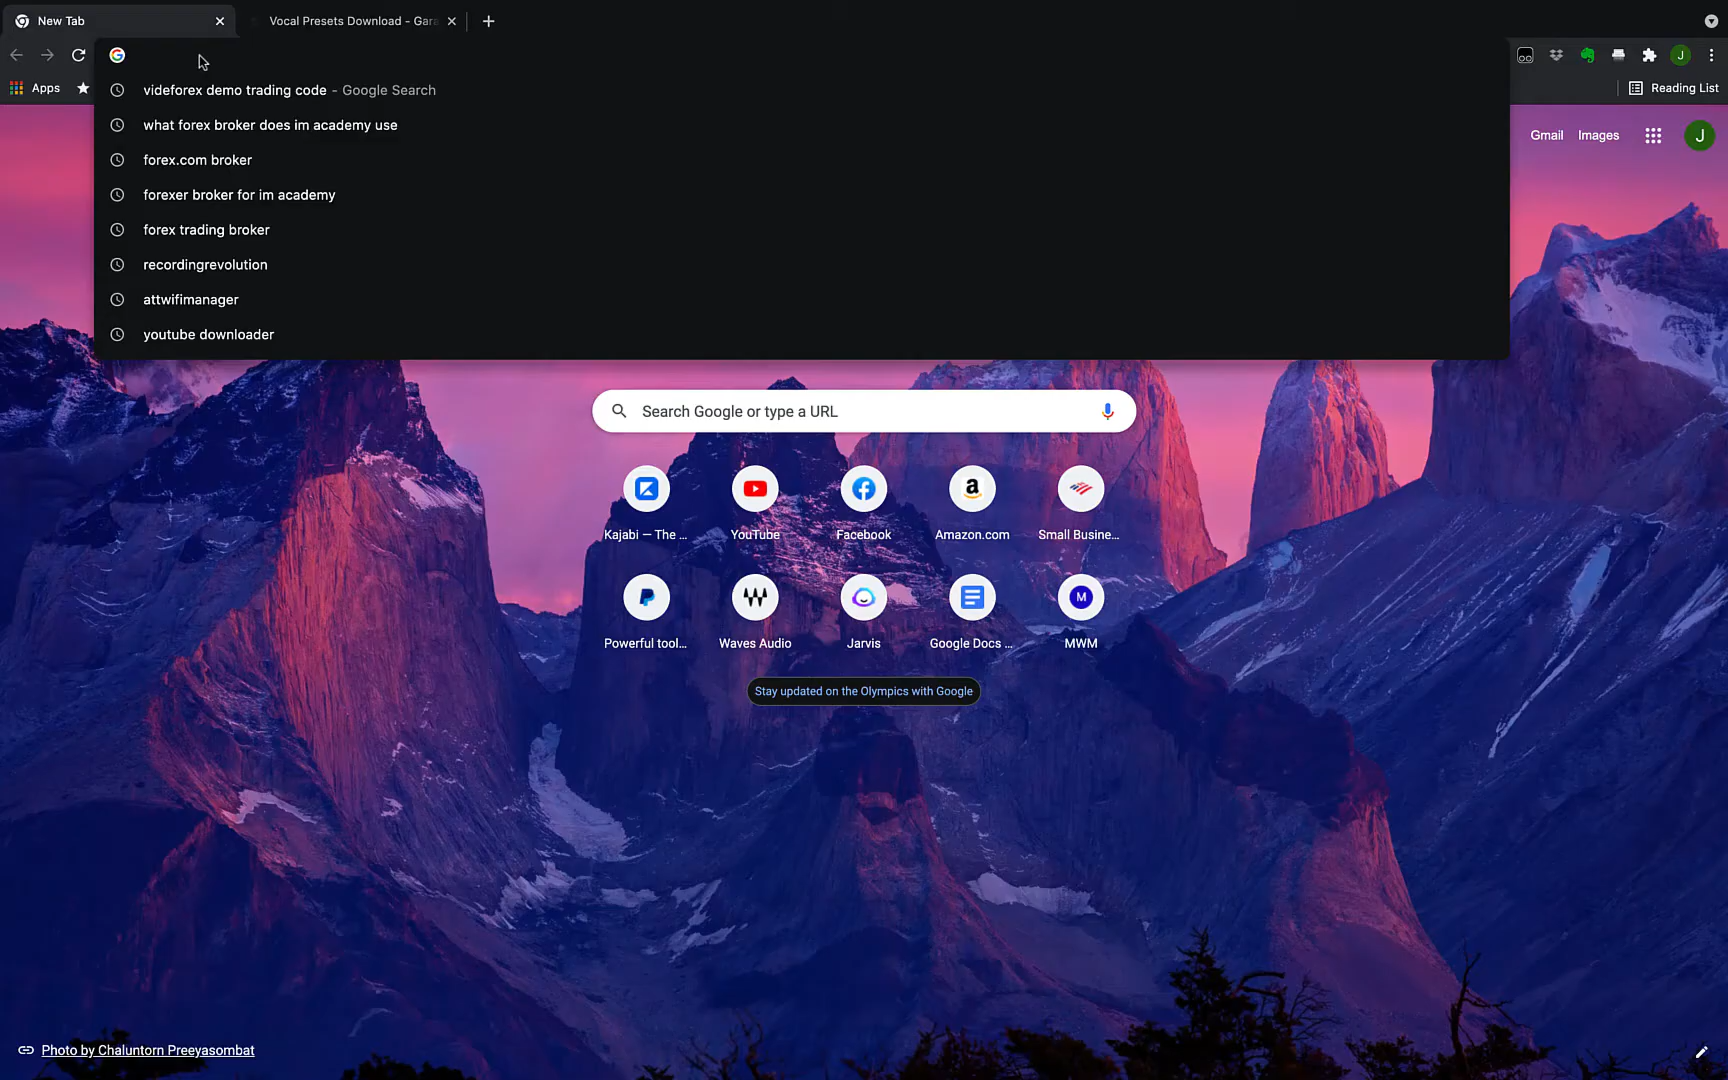 New Tab
Vocal Presets Download - Gara
videforex demo trading code - Google Search
what forex broker does im academy use
forex.com broker
forexer broker for im academy
forex trading broker
recordingrevolution
attwifimanager
youtube downloader
J
Apps
Reading List
Gmail
Images
J
Search Google or type a URL
Kajabi — The ...
YouTube
Facebook
a
Amazon.com
Small Busine...
Powerful tool...
Waves Audio
Jarvis
Google Docs ...
M
MWM
Stay updated on the Olympics with Google
Photo by Chaluntorn Preeyasombat